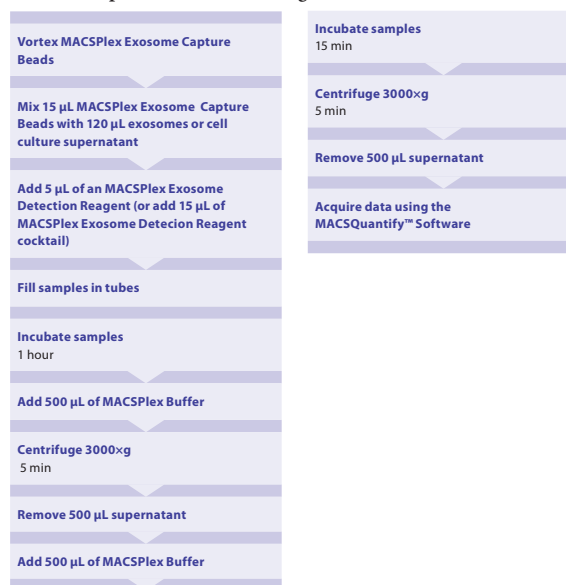 Vortex MACSPlex Exosome Capture
Beads
Mix 15 µL MACSPlex Exosome Capture
Beads with 120 µL exosomes or cell
culture supernatant
Add 5 µL of an MACSPlex Exosome
Detection Reagent (or add 15 µL of
MACSPlex Exosome Detecion Reagent
cocktail)
Fill samples in tubes
Incubate samples
1 hour
Add 500 µL of MACSPlex Buffer
Centrifuge 3000×g
5 min
Remove 500 µL supernatant
Add 500 µL of MACSPlex Buffer
Incubate samples
15 min
Centrifuge 3000×g
5 min
Remove 500 µL supernatant
Acquire data using the
MACSQuantify™ Software